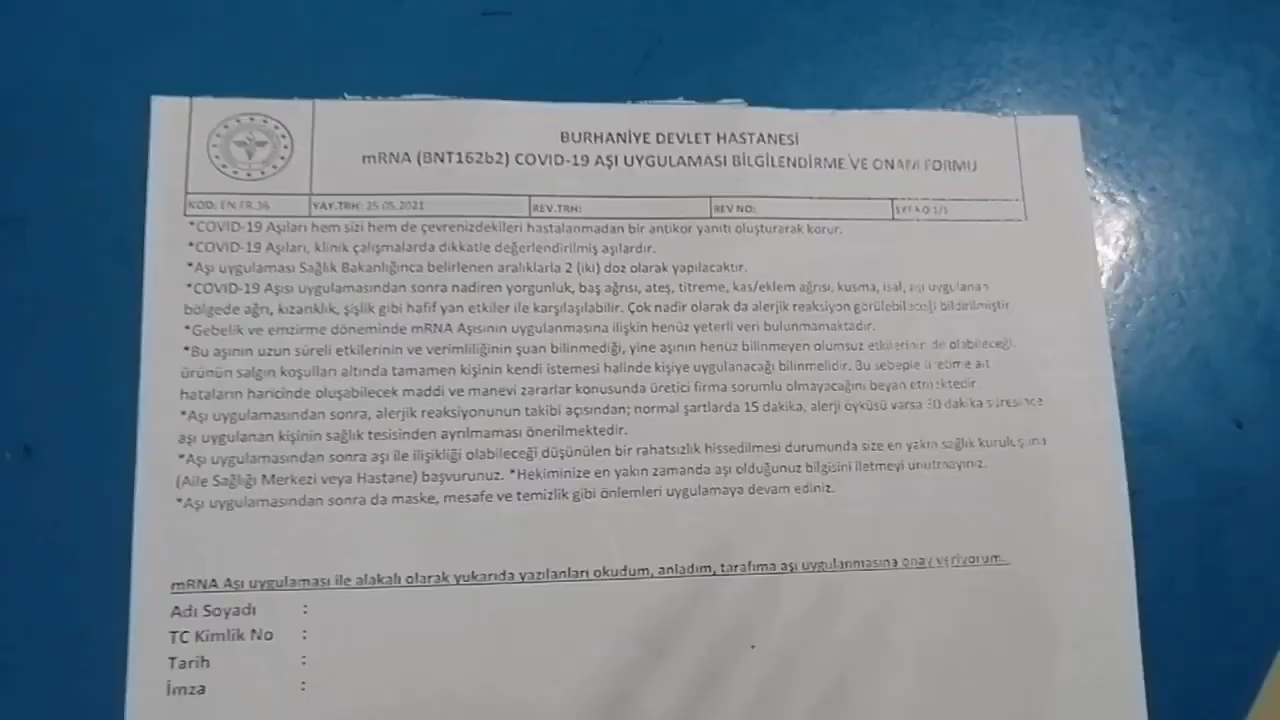 BURHANİYE DEVLET HASTANESİ
mRNA (BNT162b2) COVID-19 AŞI UYGULAMASI BİLGİLENDİRME VE ONAM FORMU
KOD: EN.FR.36 YAY.TRH: 25.05.2021 REV.TRH: REV NO: SYF NO 1/1
*COVID-19 Aşıları hem sizi hem de çevrenizdekileri hastalanmadan bir antikor yanıtı oluşturarak korur.
*COVID-19 Aşıları, klinik çalışmalarda dikkatle değerlendirilmiş aşılardır.
*Aşı uygulaması Sağlık Bakanlığınca belirlenen aralıklarla 2 (iki) doz olarak yapılacaktır.
*COVID-19 Aşısı uygulamasından sonra nadiren yorgunluk, baş ağrısı, ateş, titreme, kas/eklem ağrısı, kusma, isal, aşı uygulanan
bölgede ağrı, kızarıklık, şişlik gibi hafif yan etkiler ile karşılaşılabilir. Çok nadir olarak da alerjik reaksiyon görülebileceği bildirilmiştir
*Gebelik ve emzirme döneminde mRNA Aşısının uygulanmasına ilişkin henüz yeterli veri bulunmamaktadır.
*Bu aşının uzun süreli etkilerinin ve verimliliğinin şuan bilinmediği, yine aşının henüz bilinmeyen olumsuz etkilerinin de olabileceği,
ürünün salgın koşulları altında tamamen kişinin kendi istemesi halinde kişiye uygulanacağı bilinmelidir. Bu sebeple üretime ait
hataların haricinde oluşabilecek maddi ve manevi zararlar konusunda üretici firma sorumlu olmayacağını beyan etmektedir
*Aşı uygulamasından sonra, alerjik reaksiyonunun takibi açısından; normal şartlarda 15 dakika, alerji öyküsü varsa 30 dakika süresince
aşı uygulanan kişinin sağlık tesisinden ayrılmaması önerilmektedir.
*Aşı uygulamasından sonra aşı ile ilişikliği olabileceği düşünülen bir rahatsızlık hissedilmesi durumunda size en yakın sağlık kuruluşuna
(Aile Sağlığı Merkezi veya Hastane) başvurunuz. *Hekiminize en yakın zamanda aşı olduğunuz bilgisini iletmeyi unutmayınız.
*Aşı uygulamasından sonra da maske, mesafe ve temizlik gibi önlemleri uygulamaya devam ediniz.
mRNA Aşı uygulaması ile alakalı olarak yukarıda yazılanları okudum, anladım, tarafıma aşı uygulanmasına onay veriyorum.
Adı Soyadı :
TC Kimlik No :
Tarih :
İmza :